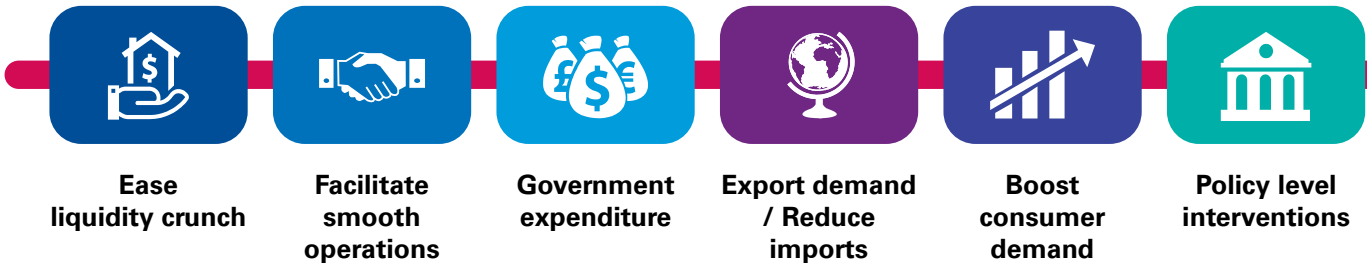 $
£
$
€
Ease
liquidity crunch
Facilitate
smooth
operations
Government
expenditure
Export demand
/ Reduce
imports
Boost
consumer
demand
Policy level
interventions